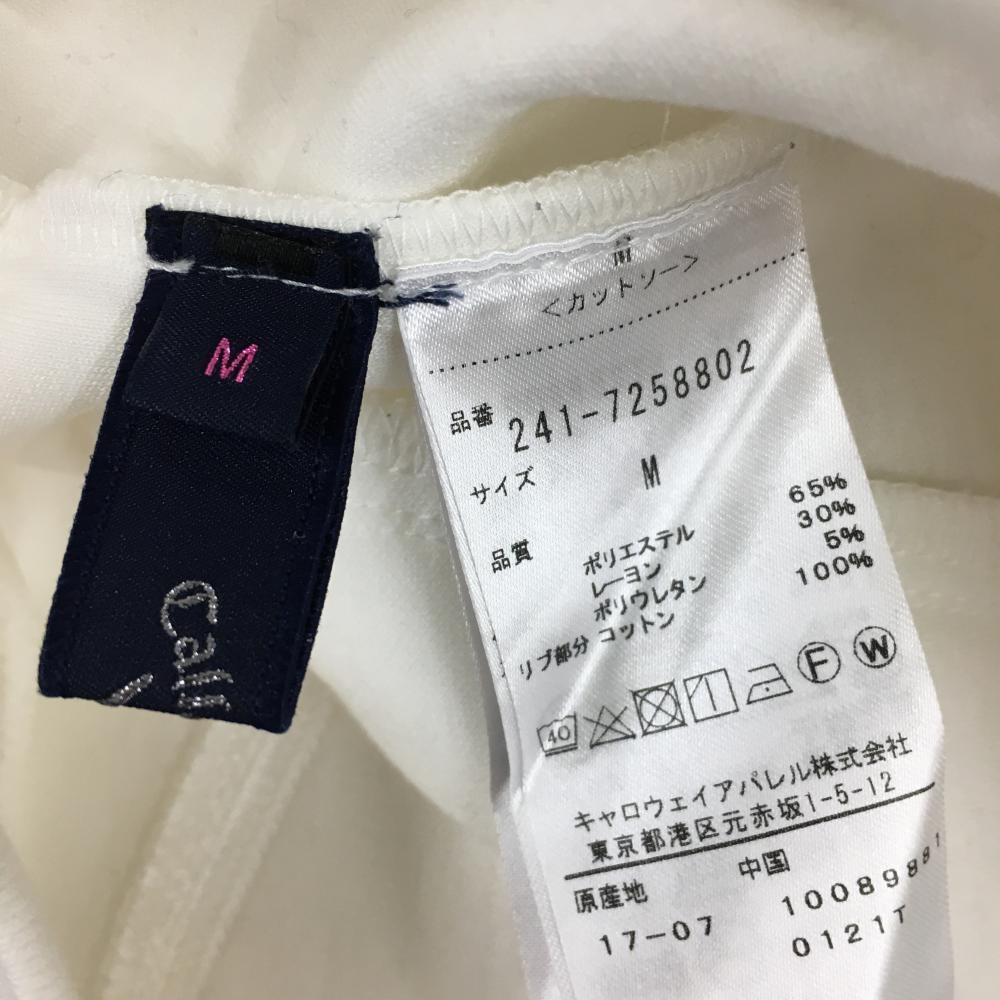 M
Call
<カットソー>
品番 241-7258802
サイズ M
品質 ポリエステル 65%
レーヨン 30%
ポリウレタン 5%
リブ部分 コットン 100%
40 F W
キャロウェイアパレル株式会社
東京都港区元赤坂1-5-12
原産地 中国
17-07 10089881
0121T